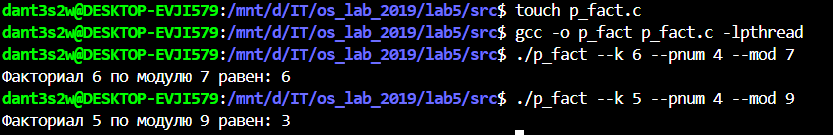 dant3s2w@DESKTOP-EVJI579:/mnt/d/IT/os_lab_2019/lab5/src$ touch p_fact.c
dant3s2w@DESKTOP-EVJI579:/mnt/d/IT/os_lab_2019/lab5/src$ gcc -o p_fact p_fact.c -lpthread
dant3s2w@DESKTOP-EVJI579:/mnt/d/IT/os_lab_2019/lab5/src$ ./p_fact --k 6 --pnum 4 --mod 7
Факториал 6 по модулю 7 равен: 6
dant3s2w@DESKTOP-EVJI579:/mnt/d/IT/os_lab_2019/lab5/src$ ./p_fact --k 5 --pnum 4 --mod 9
Факториал 5 по модулю 9 равен: 3